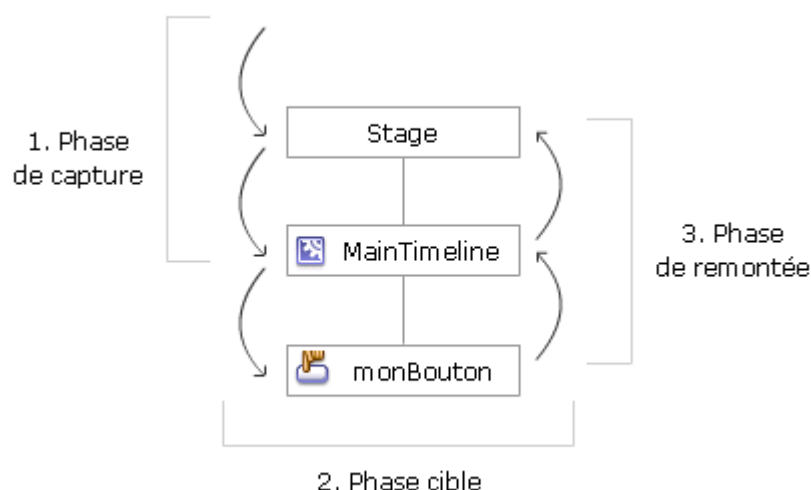 1. Phase
de capture
Stage
MainTimeline
monBouton
3. Phase
de remontée
2. Phase cible